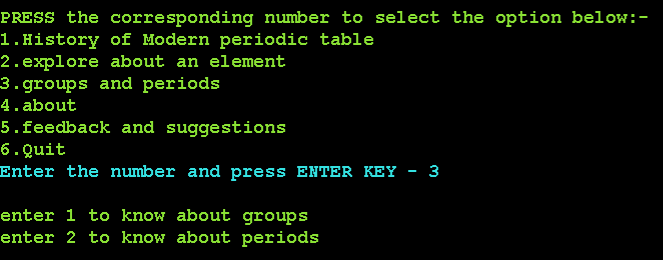 PRESS the corresponding number to select the option below:-
1.History of Modern periodic table
2.explore about an element
3.groups and periods
4.about
5.feedback and suggestions
6.Quit
Enter the number and press ENTER KEY - 3
enter 1 to know about groups
enter 2 to know about periods